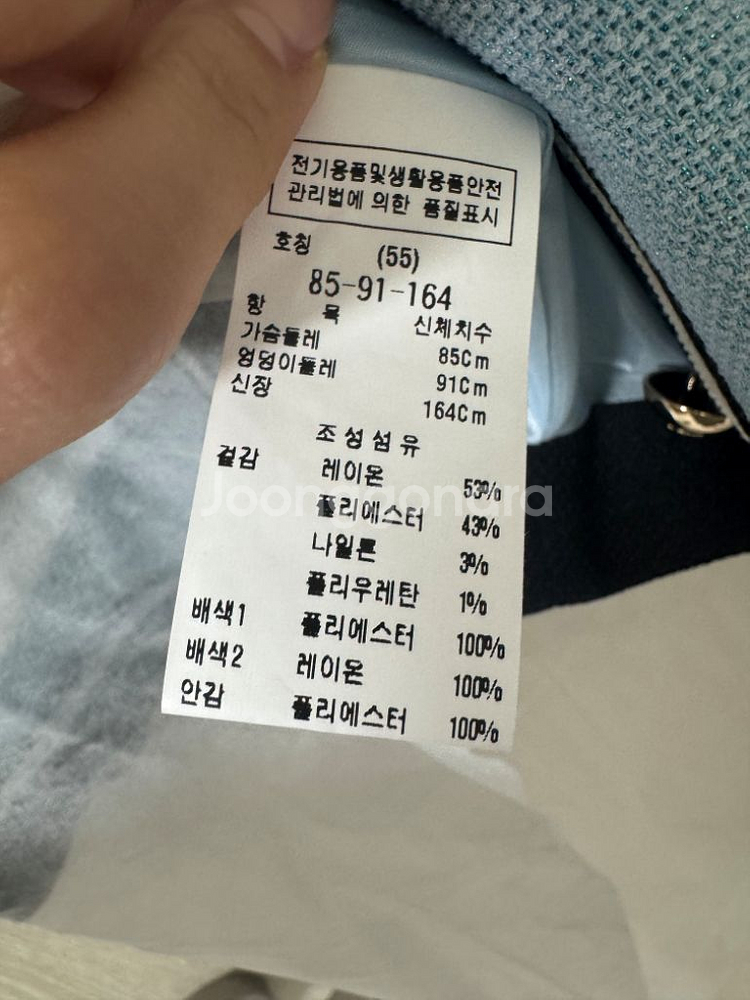 전기용품및생활용품안전
관리법에 의한 품질표시
호칭 (55)
85-91-164
항 목 신체치수
가슴둘레 85Cm
엉덩이둘레 91Cm
신장 164Cm
조성섬유
겉감 레이온 53%
폴리에스터 43%
나일론 3%
폴리우레탄 1%
배색1 폴리에스터 100%
배색2 레이온 100%
안감 폴리에스터 100%
Joongonara